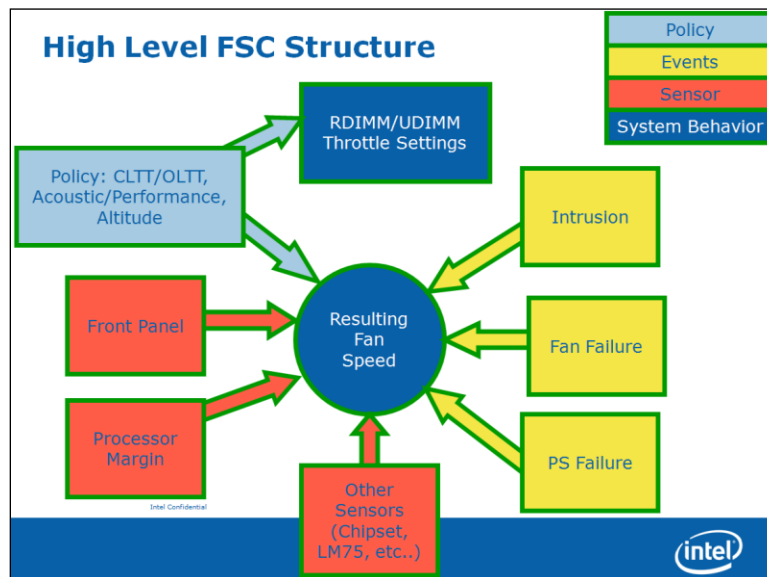 High Level FSC Structure
Policy
Events
Sensor
System Behavior
RDIMM/UDIMM
Throttle Settings
Policy: CLTT/OLTT,
Acoustic/Performance,
Altitude
Intrusion
Front Panel
Resulting
Fan
Speed
Fan Failure
Processor
Margin
PS Failure
Other
Sensors
(Chipset,
LM75, etc..)
Intel Confidential
(intel)